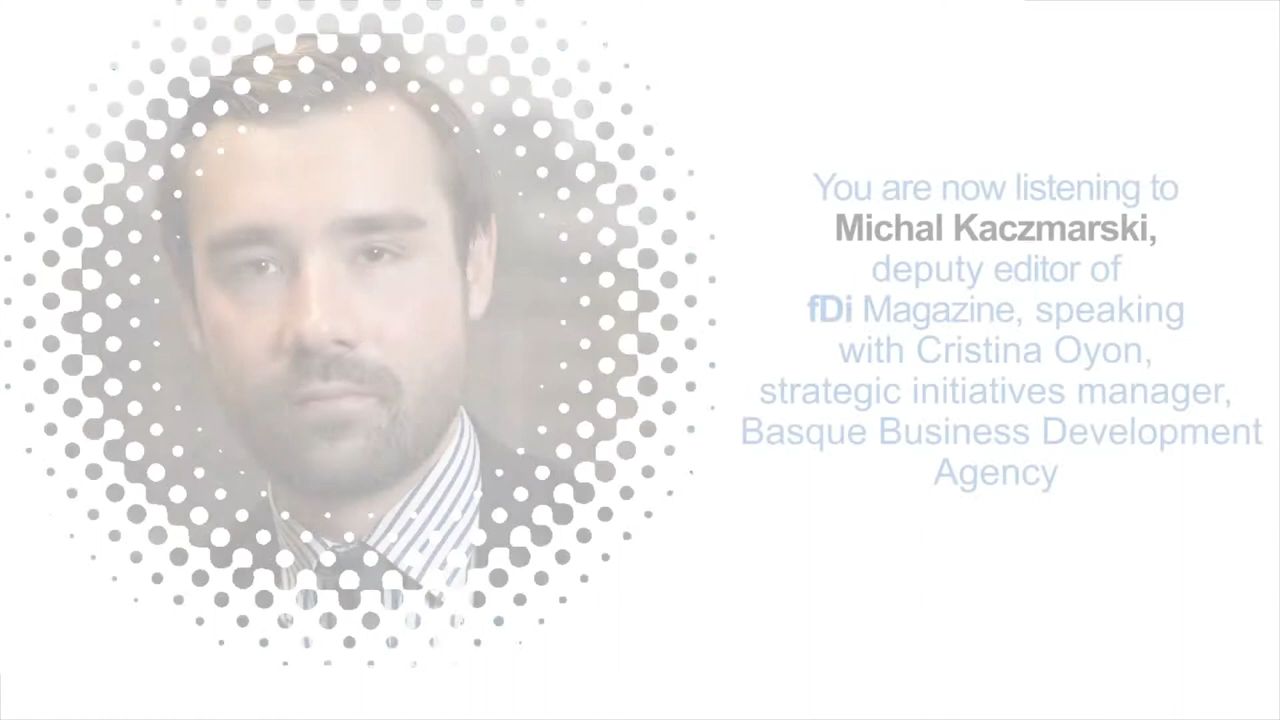 You are now listening to
Michal Kaczmarski,
deputy editor of
fDi Magazine, speaking
with Cristina Oyon,
strategic initiatives manager,
Basque Business Development
Agency